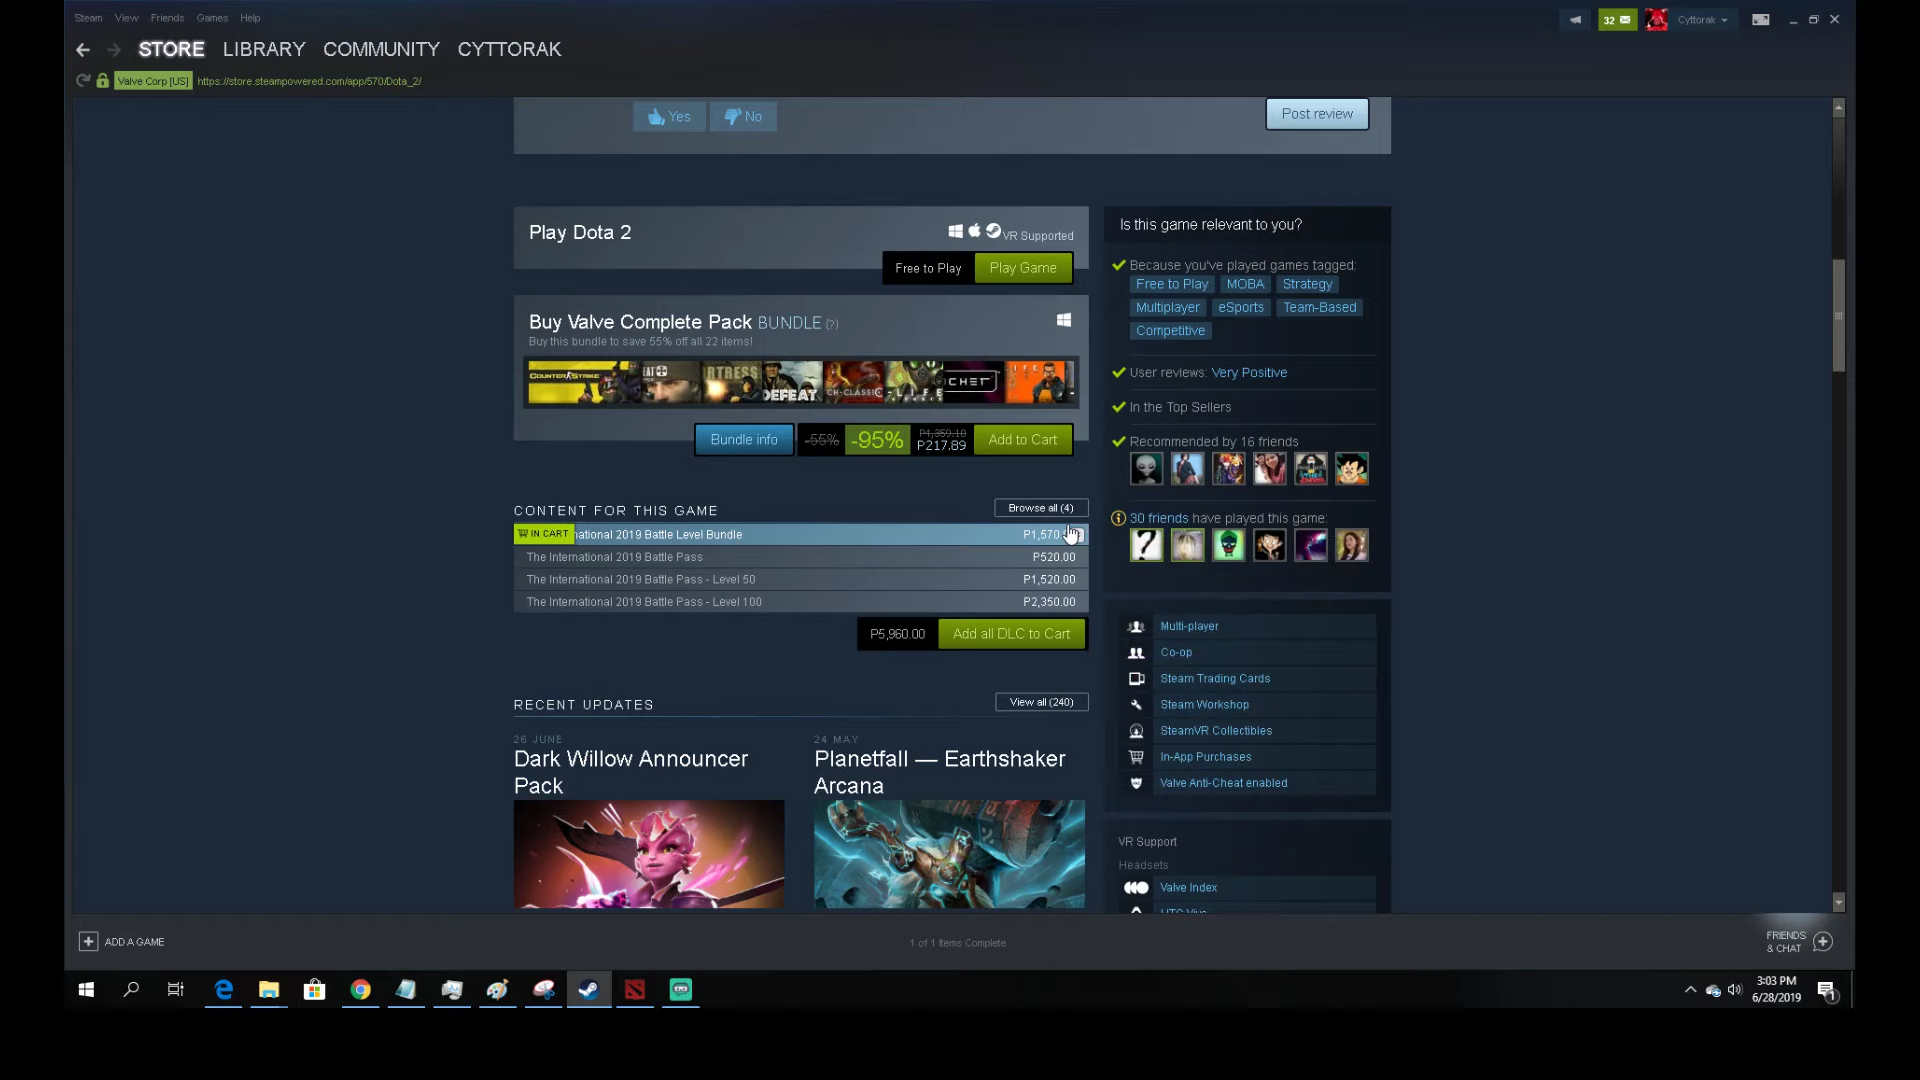 Steam View Friends Games Help
32 Cyttorak
STORE LIBRARY COMMUNITY CYTTORAK
Valve Corp [US] https://store.steampowered.com/app/570/Dota_2/
Yes No Post review
Play Dota 2
VR Supported
Free to Play Play Game
Buy Valve Complete Pack BUNDLE (?)
Buy this bundle to save 55% off all 22 items!
COUNTER-STRIKE
DEFEAT
Bundle info -55% -95% P4,359.10 P217.89 Add to Cart
CONTENT FOR THIS GAME Browse all (4)
IN CART national 2019 Battle Level Bundle P1,570
The International 2019 Battle Pass P520.00
The International 2019 Battle Pass - Level 50 P1,520.00
The International 2019 Battle Pass - Level 100 P2,350.00
P5,960.00 Add all DLC to Cart
RECENT UPDATES View all (240)
26 JUNE
Dark Willow Announcer
Pack
24 MAY
Planetfall — Earthshaker
Arcana
Is this game relevant to you?
Because you've played games tagged:
Free to Play MOBA Strategy
Multiplayer eSports Team-Based
Competitive
User reviews: Very Positive
In the Top Sellers
Recommended by 16 friends
30 friends have played this game:
Multi-player
Co-op
Steam Trading Cards
Steam Workshop
SteamVR Collectibles
In-App Purchases
Valve Anti-Cheat enabled
VR Support
Headsets
Valve Index
ADD A GAME
1 of 1 Items Complete
FRIENDS
& CHAT
3:03 PM
6/28/2019
1